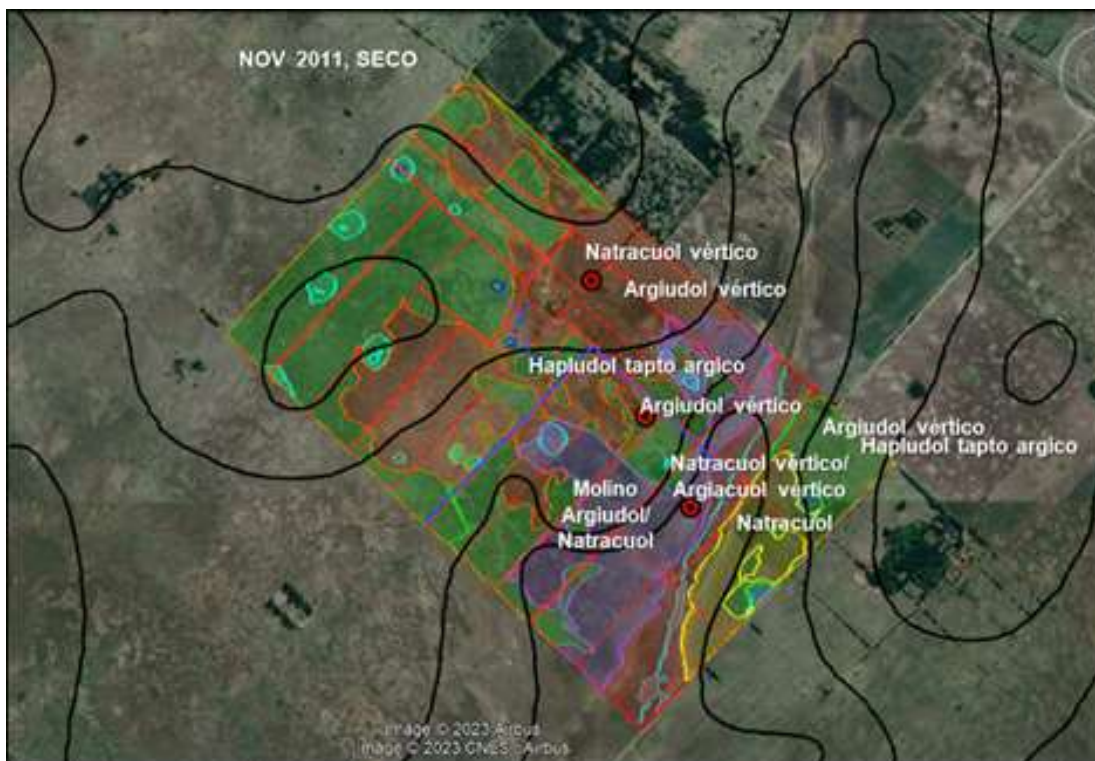 NOV 2011, SECO
Natracuol vèrtico
Argiudol vértico
Hapludol tapto argico
Argiudol vértico
Argiudol vértico
Hapludol tapto argico
Natracuol vértico/
Argiacuol vértico
Molino
Argiudol/
Natracuol
Natracuol
Image © 2023 Airbus
Image © 2023 CNES / Airbus